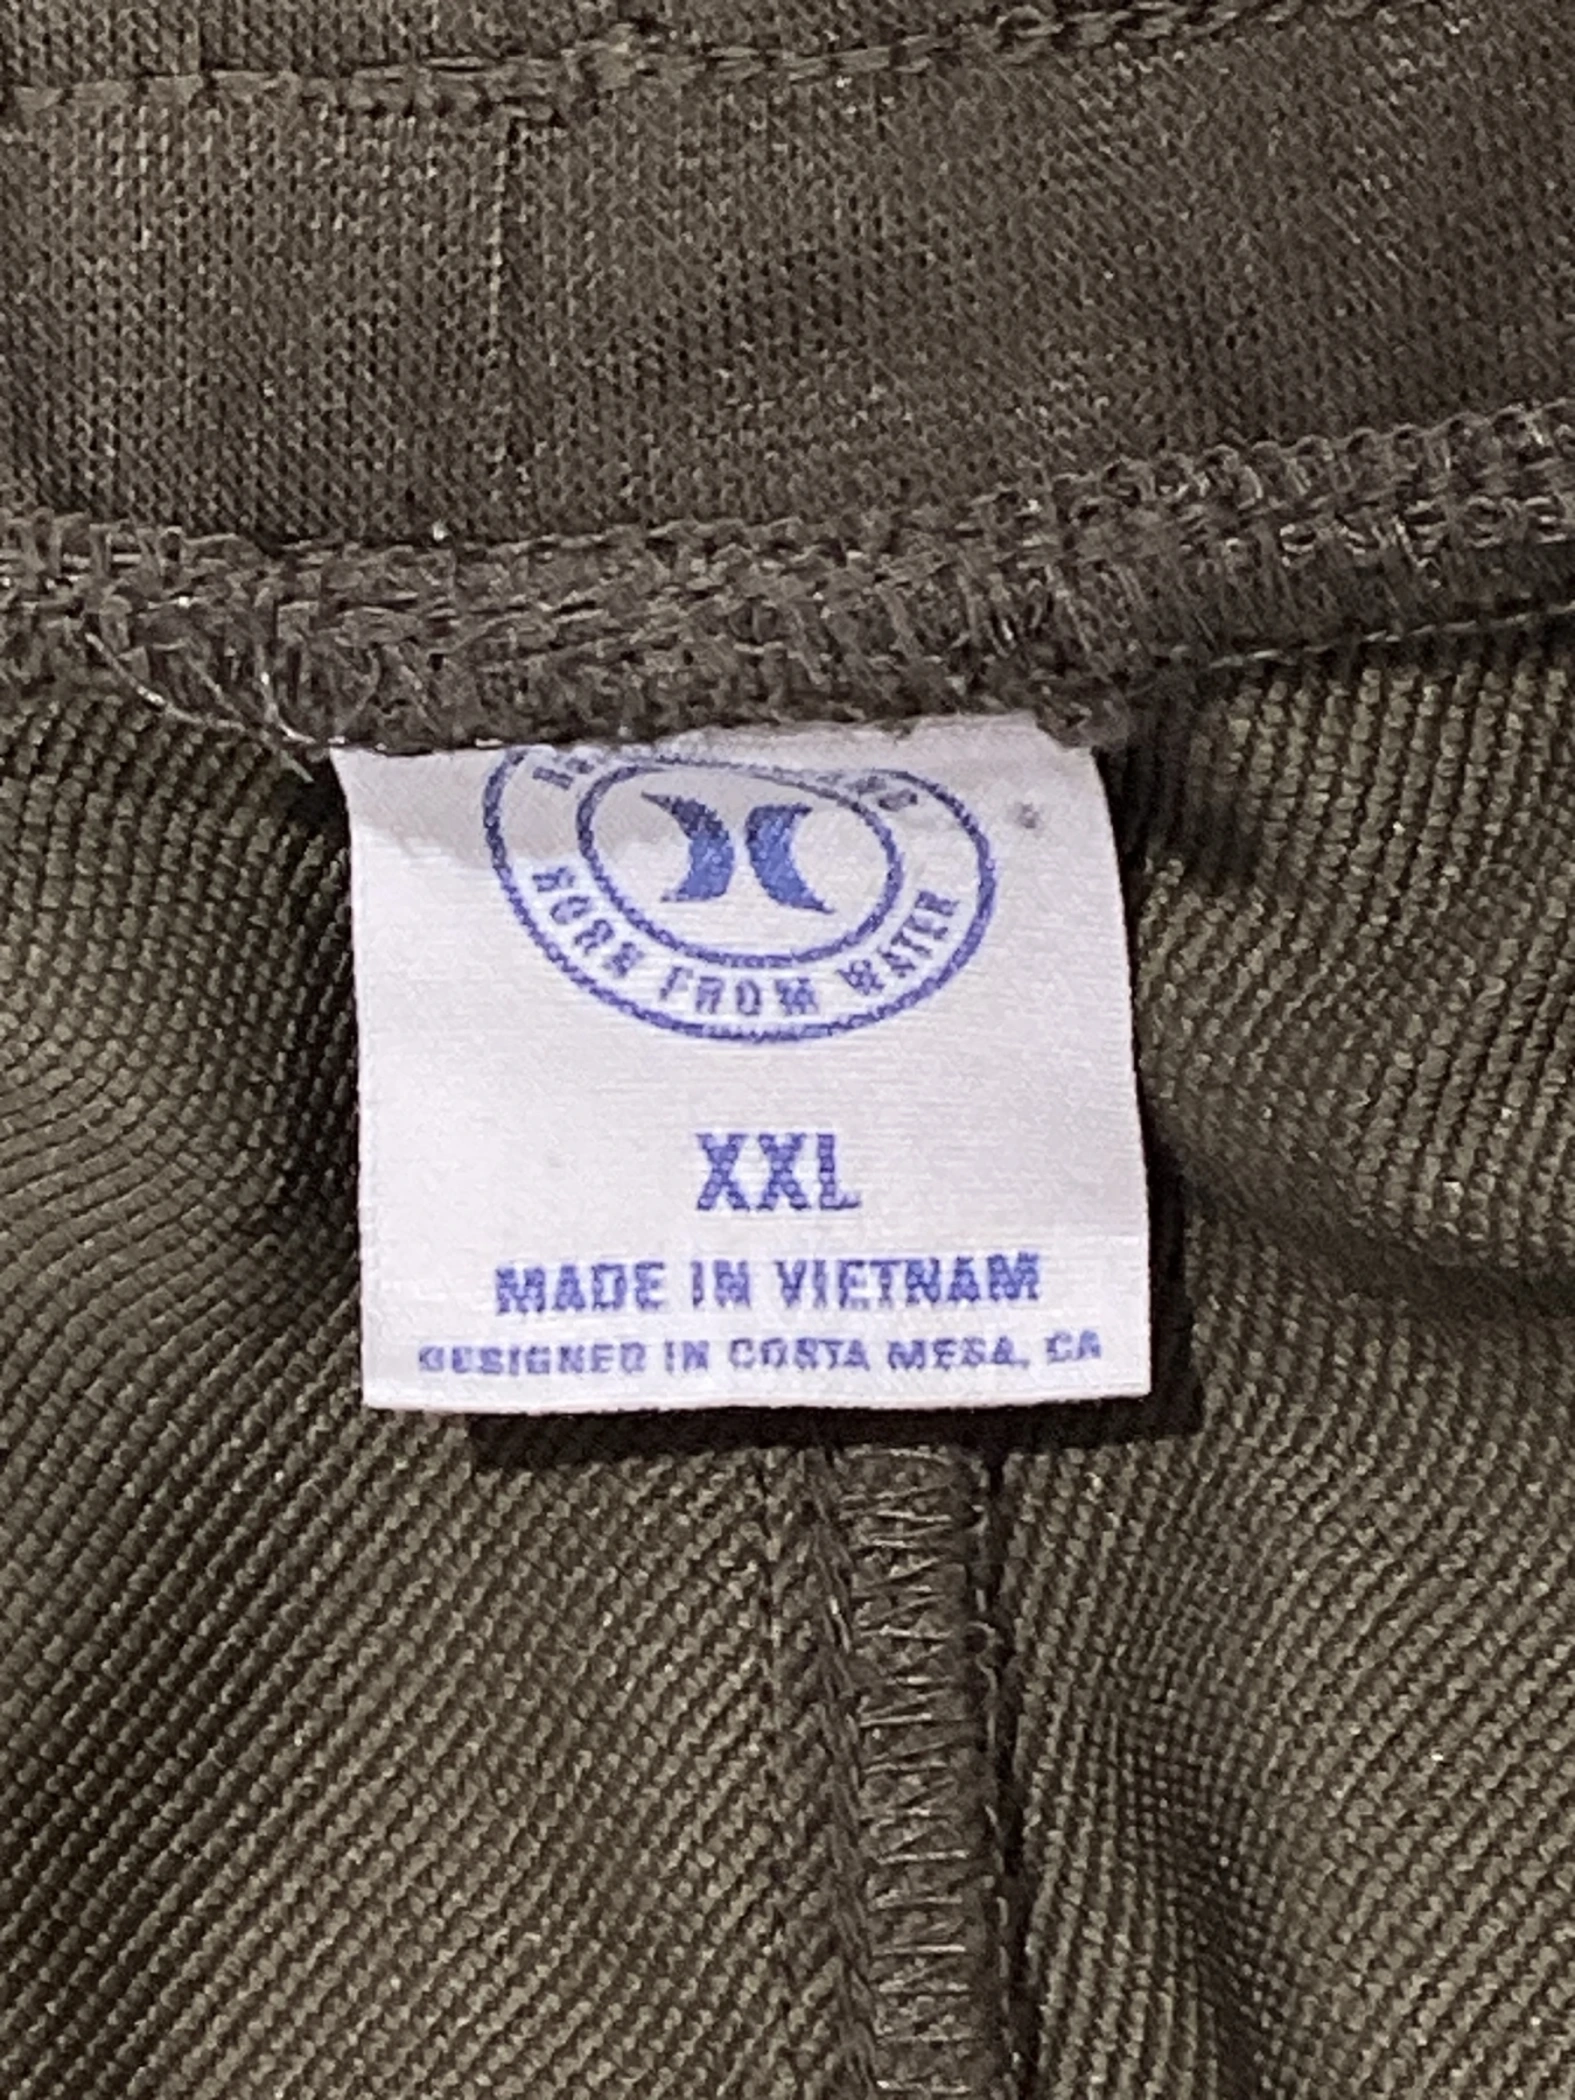 BORN FROM WATER
XXL
MADE IN VIETNAM
DESIGNED IN COSTA MESA, CA